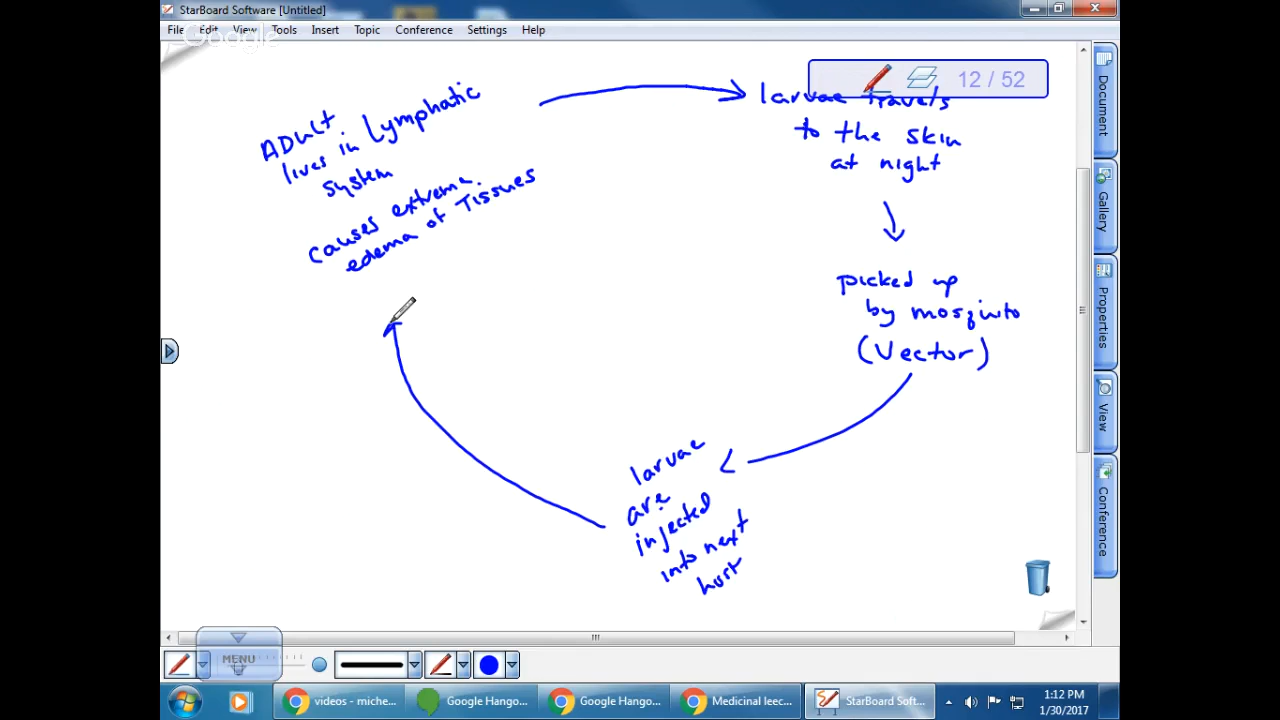 StarBoard Software [Untitled]
File Edit View Tools Insert Topic Conference Settings Help
Google
12 / 52
ADult
lives in Lymphatic
system
causes extreme
edema of Tissues
larvae travels
to the skin
at night
picked up
by mosqiuto
(Vector)
larvae
are
injected
into next
host
Document
Gallery
Properties
View
Conference
MENU
videos - miche...
Google Hango...
Google Hango...
Medicinal leec...
StarBoard Soft...
1:12 PM
1/30/2017